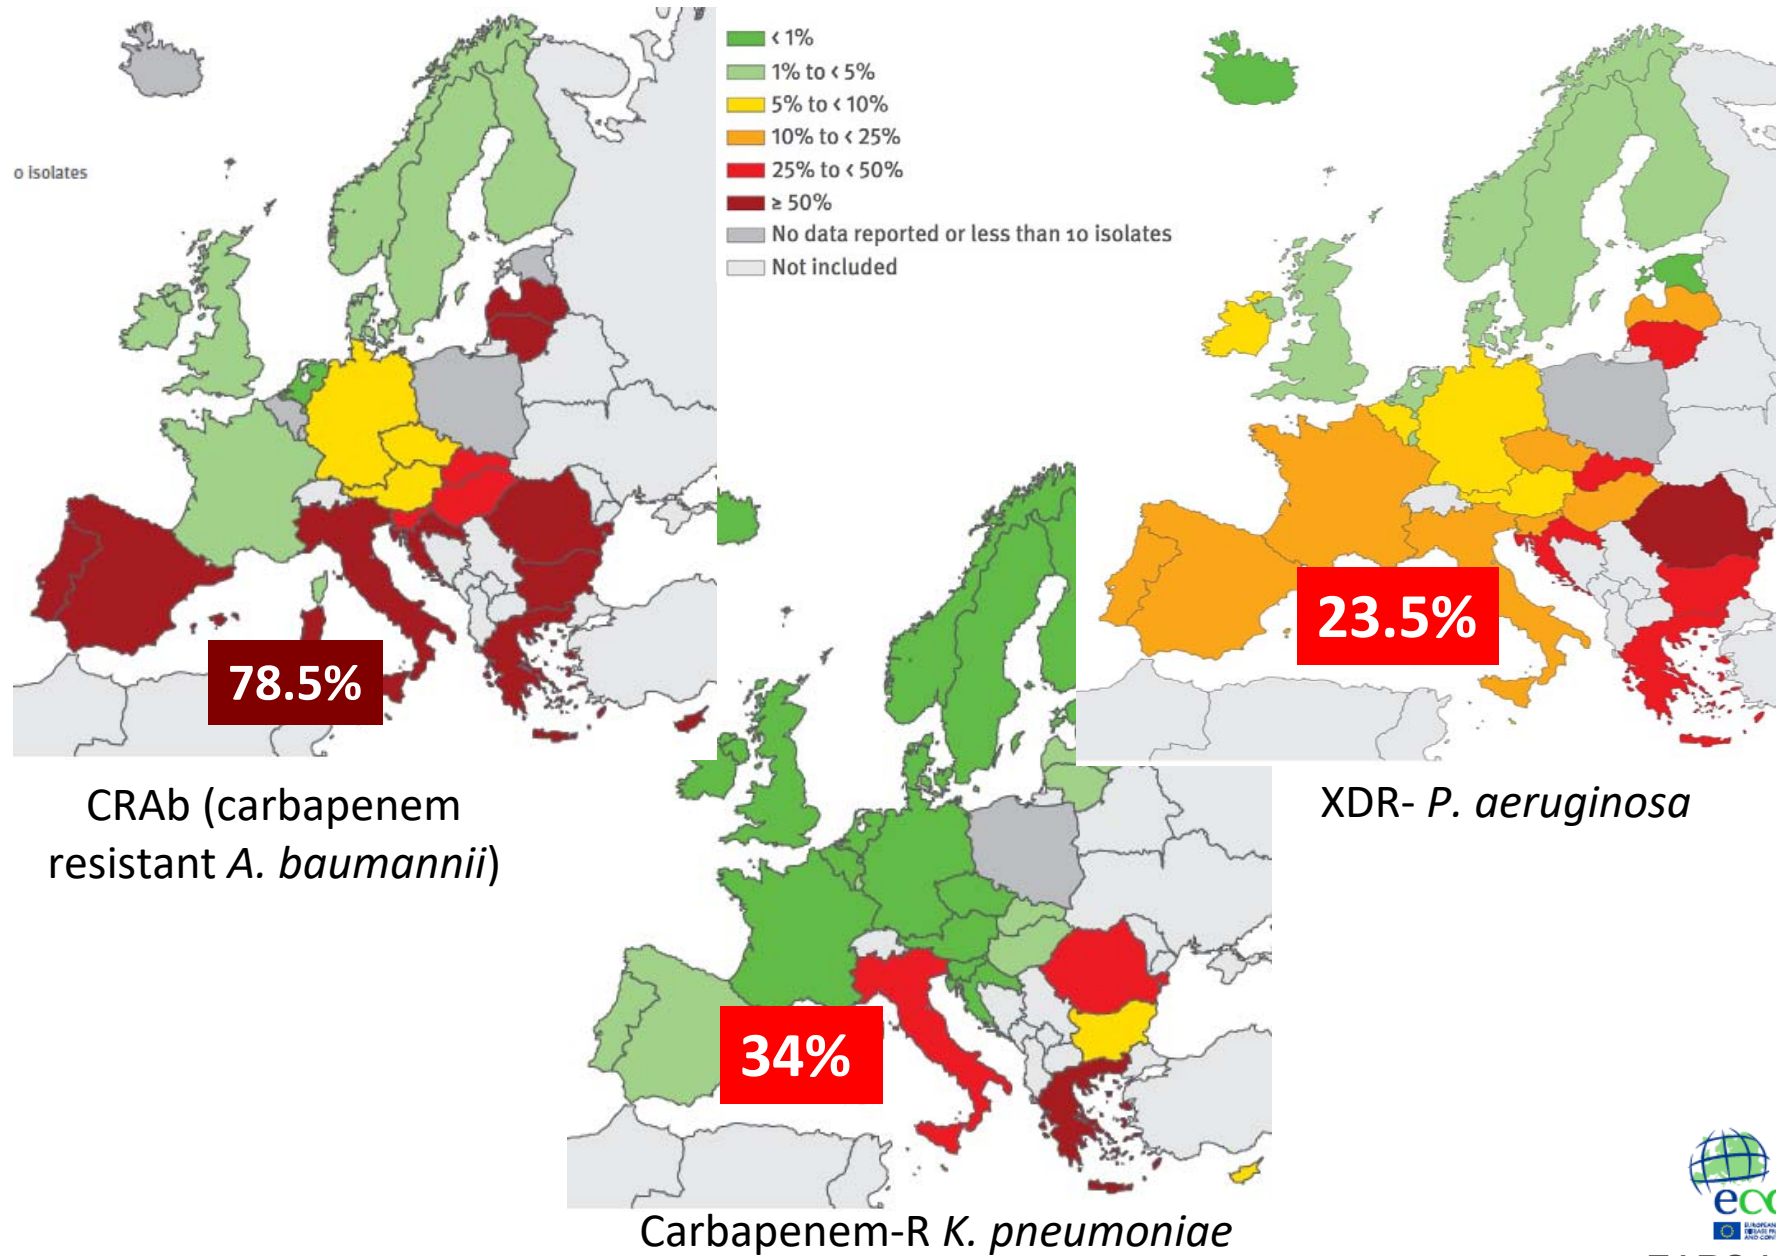 < 1%
1% to < 5%
5% to < 10%
10% to < 25%
25% to < 50%
≥ 50%
No data reported or less than 10 isolates
Not included
0 isolates
78.5%
23.5%
34%
CRAb (carbapenem
resistant A. baumannii)
XDR- P. aeruginosa
Carbapenem-R K. pneumoniae